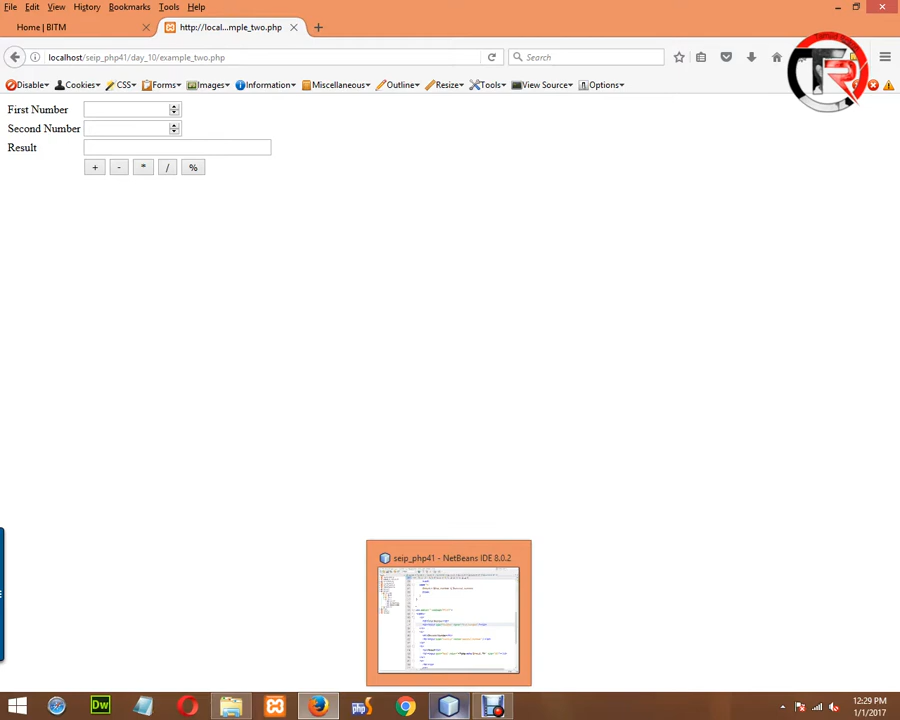 File Edit View History Bookmarks Tools Help
Home | BITM × http://local...mple_two.php × +
localhost/seip_php41/day_10/example_two.php Search
Disable Cookies CSS Forms Images Information Miscellaneous Outline Resize Tools View Source Options
First Number
Second Number
Result
+ - * / %
seip_php41 - NetBeans IDE 8.0.2
Dw
12:29 PM
1/1/2017